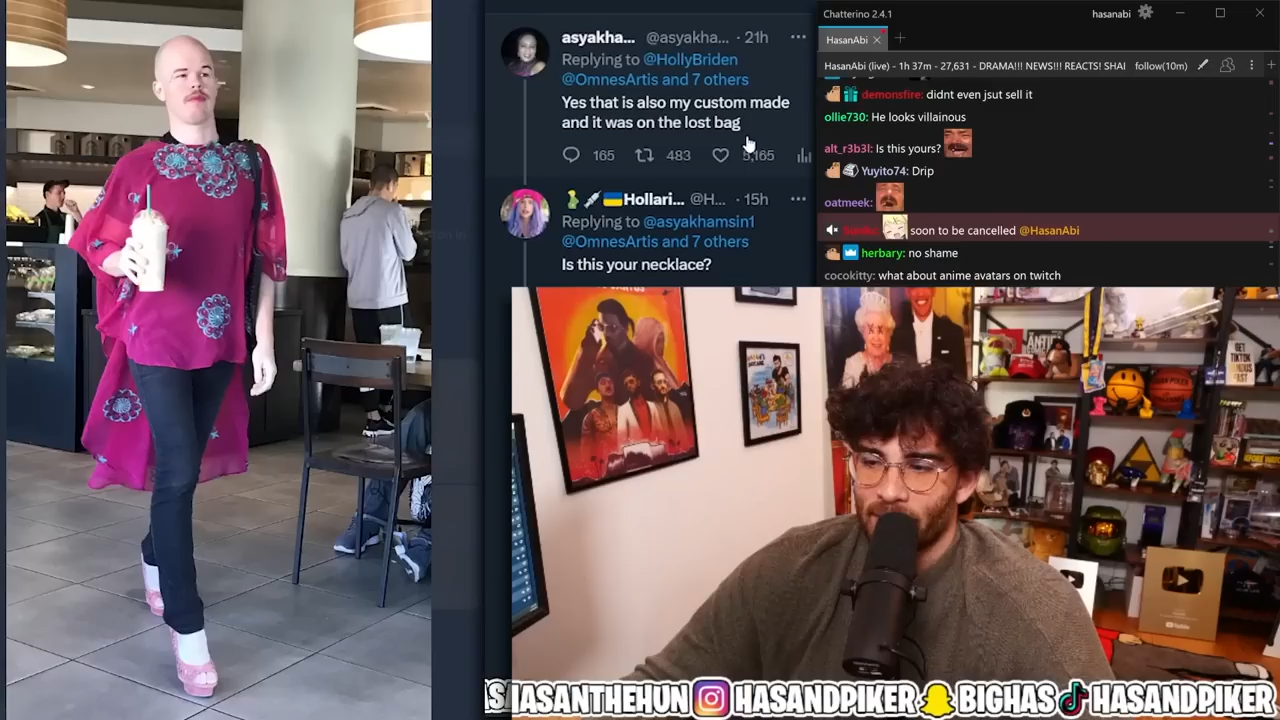 asyakha... @asyakha... · 21h
Replying to @HollyBriden
@OmnesArtis and 7 others
Yes that is also my custom made
and it was on the lost bag
165 483 5,165
Hollari... @H... · 15h
Replying to @asyakhamsin1
@OmnesArtis and 7 others
Is this your necklace?
Chatterino 2.4.1
hasanabi
HasanAbi
HasanAbi (live) - 1h 37m - 27,631 - DRAMA!!! NEWS!!! REACTS! SHAI
follow(10m)
demonsfire: didnt even jsut sell it
ollie730: He looks villainous
alt_r3b3l: Is this yours?
Yuyito74: Drip
oatmeek:
soon to be cancelled @HasanAbi
herbary: no shame
cocokitty: what about anime avatars on twitch
ASANTHEHUN HASANDPIKER BIGHAS HASANDPIKER